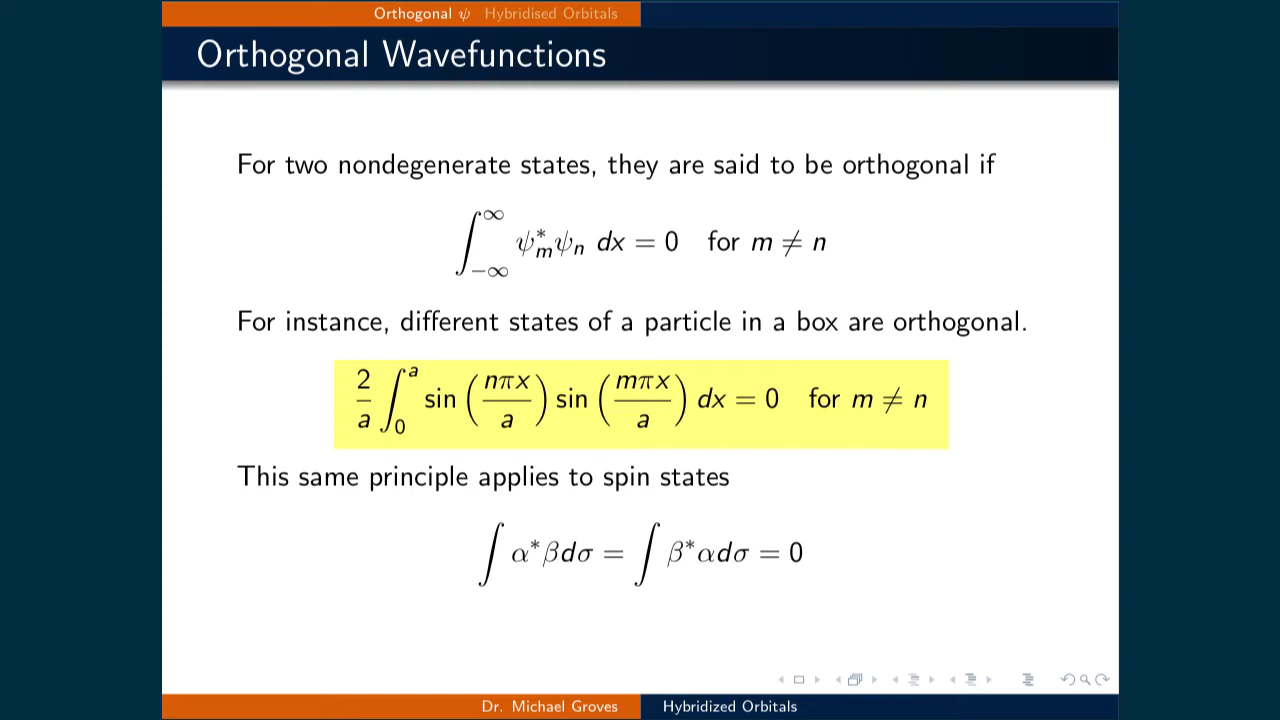 Orthogonal ψ Hybridised Orbitals
Orthogonal Wavefunctions
For two nondegenerate states, they are said to be orthogonal if
∫_{−∞}^{∞} ψ*_m ψ_n dx = 0 for m ≠ n
For instance, different states of a particle in a box are orthogonal.
2/a ∫_0^a sin (nπx/a) sin (mπx/a) dx = 0 for m ≠ n
This same principle applies to spin states
∫ α*βdσ = ∫ β*αdσ = 0
Dr. Michael Groves Hybridized Orbitals